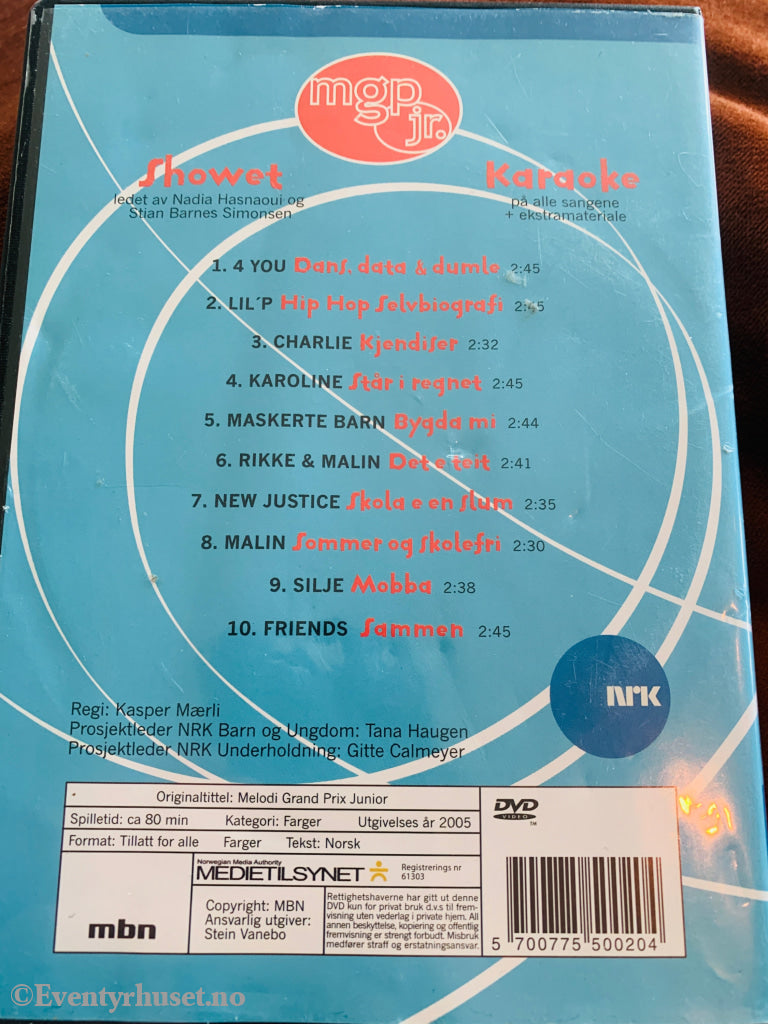 mgp
jr.
Showet
ledet av Nadia Hasnaoui og
Stian Barnes Simonsen
Karaoke
på alle sangene
+ ekstramateriale
1. 4 YOU Dans, data & dumle 2:45
2. LIL´P Hip Hop Selvbiografi 2:45
3. CHARLIE Kjendiser 2:32
4. KAROLINE Står i regnet 2:45
5. MASKERTE BARN Bygda mi 2:44
6. RIKKE & MALIN Det e teit 2:41
7. NEW JUSTICE Skola e en slum 2:35
8. MALIN Sommer og skolefri 2:30
9. SILJE Mobba 2:38
10. FRIENDS Sammen 2:45
NRK
Regi: Kasper Mærli
Prosjektleder NRK Barn og Ungdom: Tana Haugen
Prosjektleder NRK Underholdning: Gitte Calmeyer
Originaltittel: Melodi Grand Prix Junior
Spilletid: ca 80 min Kategori: Farger Utgivelses år 2005
Format: Tillatt for alle Farger Tekst: Norsk
DVD
VIDEO
TM
Norwegian Media Authority
MEDIETILSYNET
Registrerings nr
61303
mbn
Copyright: MBN
Ansvarlig utgiver:
Stein Vanebo
Rettighetshaverne har gitt ut denne
DVD kun for privat bruk d.v.s til frem-
visning uten vederlag i private hjem. All
annen beskyttelse, kopiering og offentlig
fremvisning er strengt forbudt. Misbruk
medfører straff og erstatningsansvar.
5 700775 500204
©Eventyrhuset.no